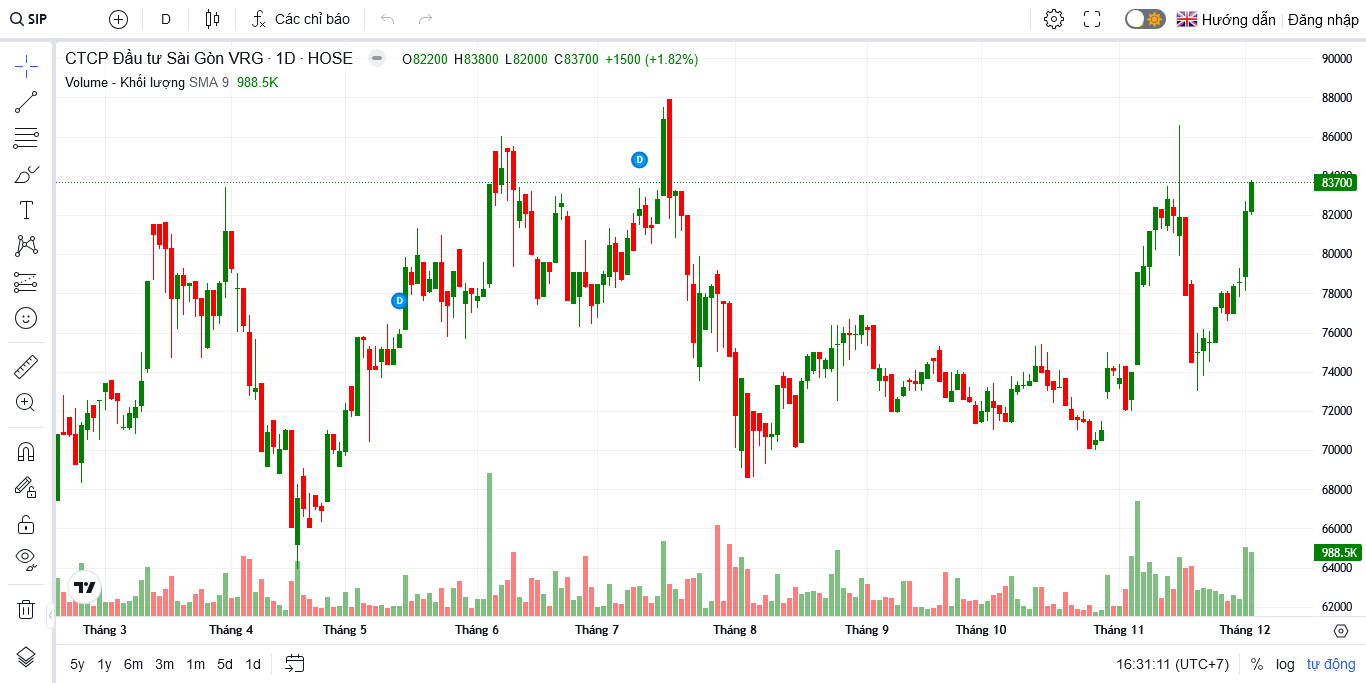 SIP D Các chỉ báo Hướng dẫn Đăng nhập
CTCP Đầu tư Sài Gòn VRG · 1D · HOSE O82200 H83800 L82000 C83700 +1500 (+1.82%)
Volume - Khối lượng SMA 9 988.5K
90000
88000
86000
84000
83700
82000
80000
78000
76000
74000
72000
70000
68000
66000
988.5K
64000
62000
D
D
Tháng 3 Tháng 4 Tháng 5 Tháng 6 Tháng 7 Tháng 8 Tháng 9 Tháng 10 Tháng 11 Tháng 12
5y 1y 6m 3m 1m 5d 1d 16:31:11 (UTC+7) % log tự động